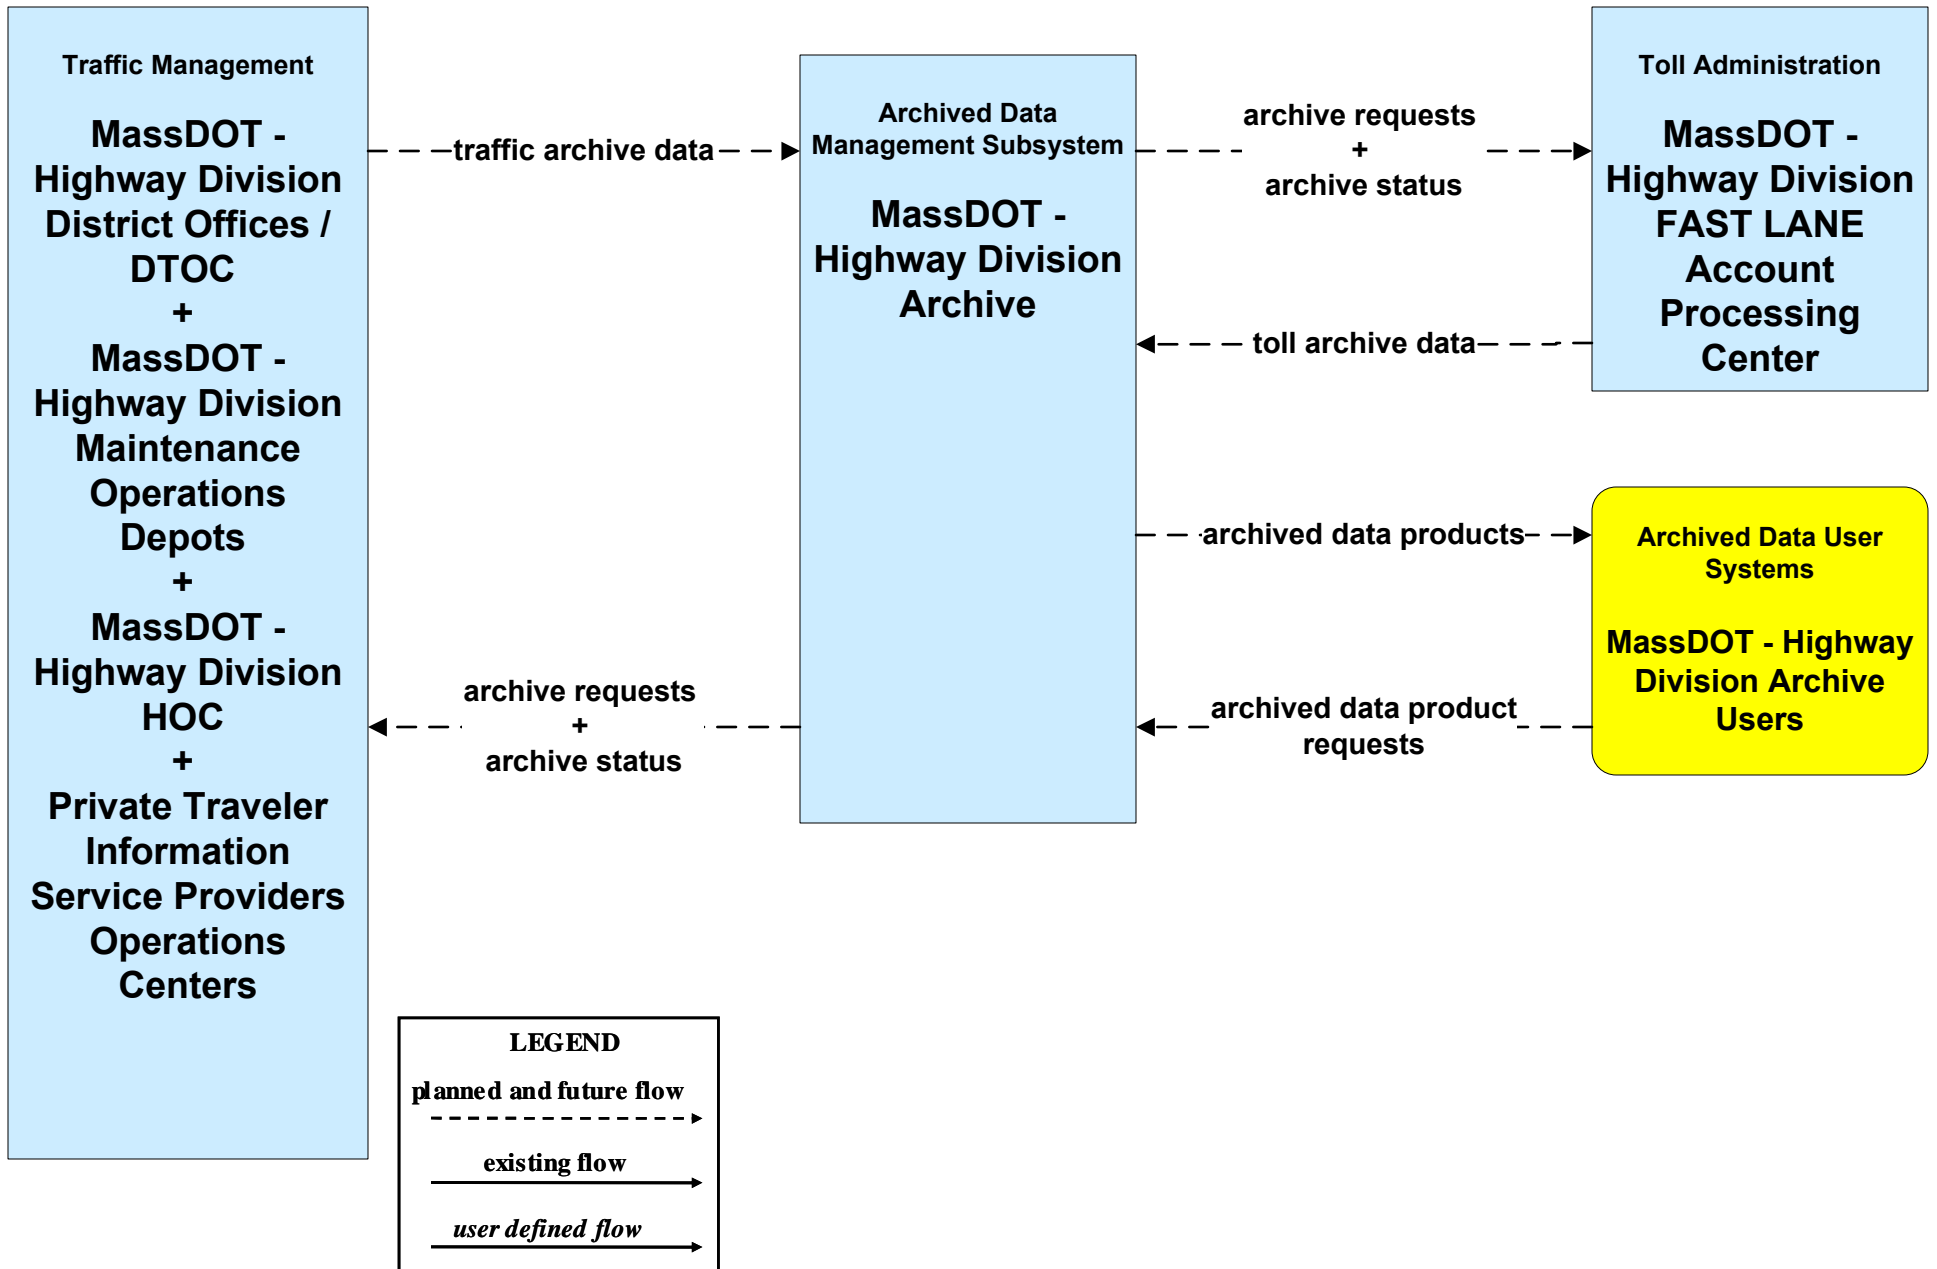 Traffic Management
MassDOT -
Highway Division
District Offices /
DTOC
+
MassDOT -
Highway Division
Maintenance
Operations
Depots
+
MassDOT -
Highway Division
HOC
+
Private Traveler
Information
Service Providers
Operations
Centers
traffic archive data
archive requests
+
archive status
Archived Data
Management Subsystem
MassDOT -
Highway Division
Archive
archive requests
+
archive status
toll archive data
archived data products
archived data product
requests
Toll Administration
MassDOT -
Highway Division
FAST LANE
Account
Processing
Center
Archived Data User
Systems
MassDOT - Highway
Division Archive
Users
LEGEND
planned and future flow
existing flow
user defined flow